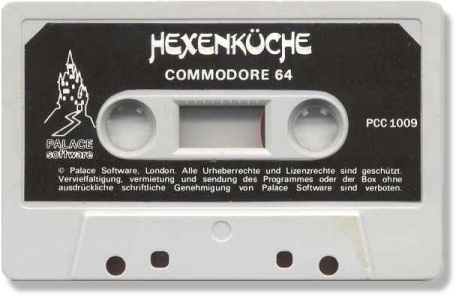 HEXENKÜCHE
COMMODORE 64
PCC 1009
PALACE
software
© Palace Software, London. Alle Urheberrechte und Lizenzrechte sind geschützt.
Vervielfaltigung, vermietung und sendung des Programmes oder der Box ohne
ausdrückliche schriftliche Genehmigung von Palace Software sind verboten.